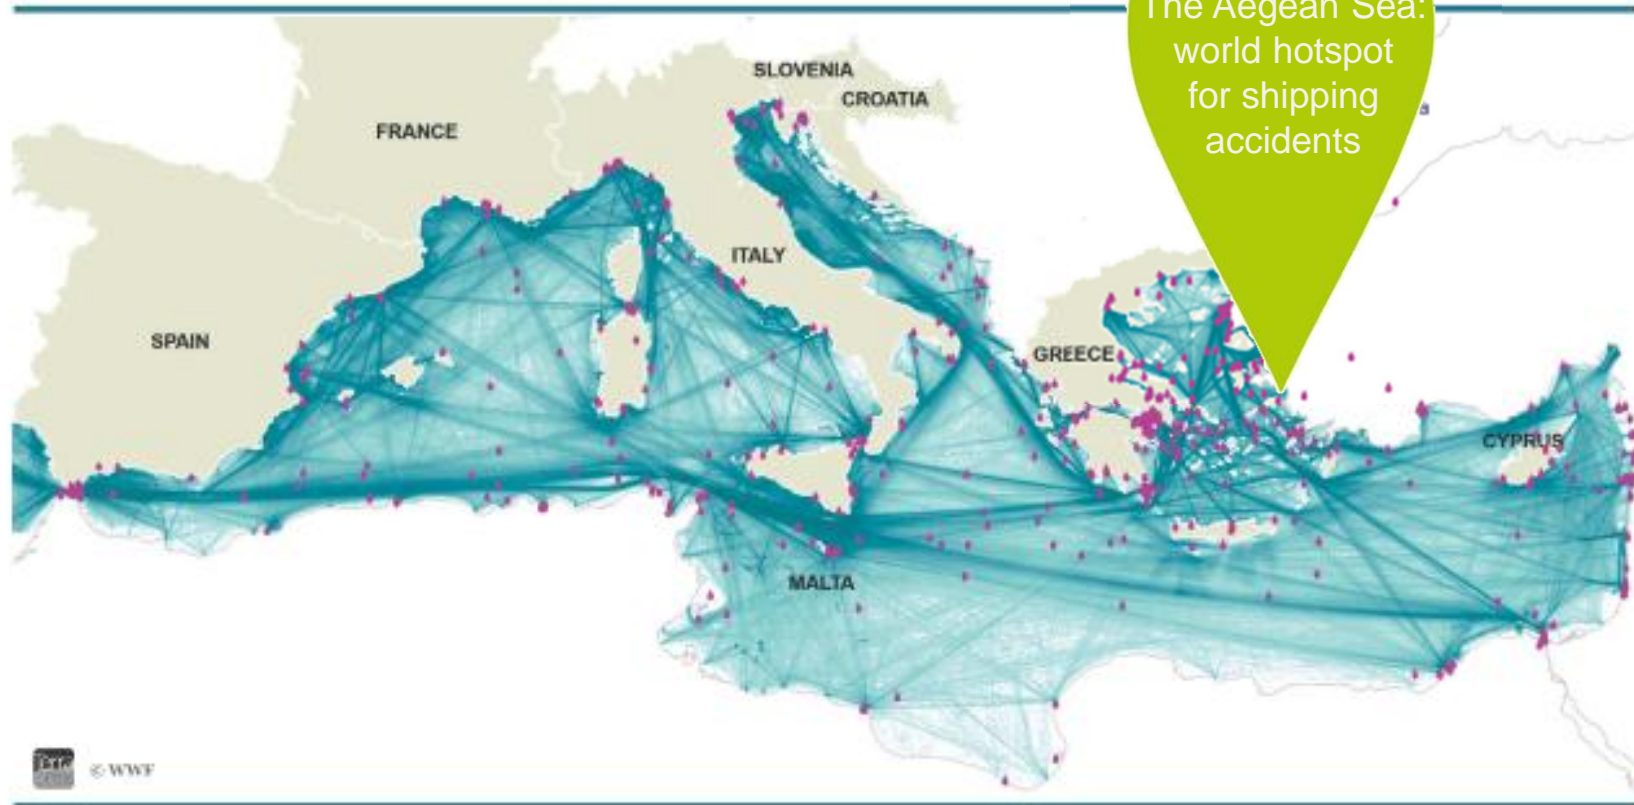 The Aegean Sea:
world hotspot
for shipping
accidents
SLOVENIA
CROATIA
FRANCE
ITALY
SPAIN
GREECE
CYPRUS
MALTA
© WWF